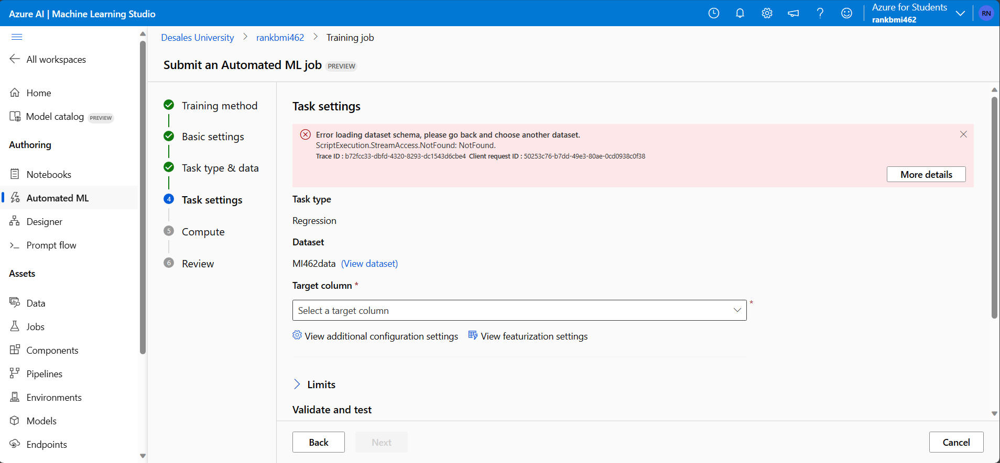 Azure AI | Machine Learning Studio
Azure for Students
rankbmi462
RN
All workspaces
Home
Model catalog PREVIEW
Authoring
Notebooks
Automated ML
Designer
Prompt flow
Assets
Data
Jobs
Components
Pipelines
Environments
Models
Endpoints
Desales University > rankbmi462 > Training job
Submit an Automated ML job PREVIEW
Training method
Basic settings
Task type & data
4 Task settings
5 Compute
6 Review
Task settings
Error loading dataset schema, please go back and choose another dataset.
ScriptExecution.StreamAccess.NotFound: NotFound.
Trace ID : b72fcc33-dbfd-4320-8293-dc1543d6cbe4 Client request ID : 50253c76-b7dd-49e3-80ae-0cd0938c0f38
More details
Task type
Regression
Dataset
MI462data (View dataset)
Target column *
Select a target column *
View additional configuration settings View featurization settings
Limits
Validate and test
Back Next Cancel